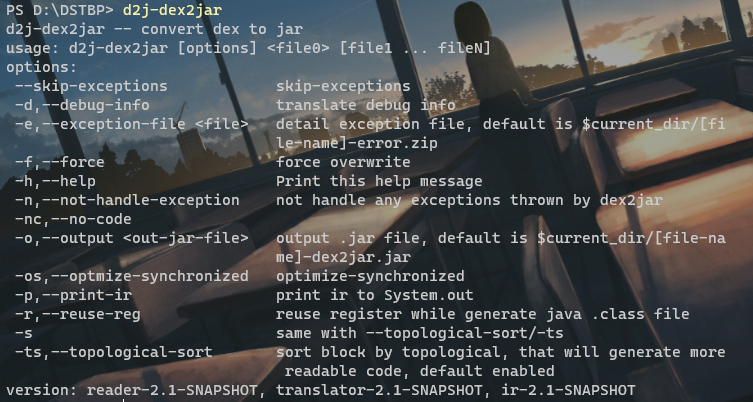 PS D:\DSTBP> d2j-dex2jar
d2j-dex2jar -- convert dex to jar
usage: d2j-dex2jar [options] <file0> [file1 ... fileN]
options:
 --skip-exceptions            skip-exceptions
 -d,--debug-info              translate debug info
 -e,--exception-file <file>   detail exception file, default is $current_dir/[fi
                              le-name]-error.zip
 -f,--force                   force overwrite
 -h,--help                    Print this help message
 -n,--not-handle-exception    not handle any exceptions thrown by dex2jar
 -nc,--no-code
 -o,--output <out-jar-file>   output .jar file, default is $current_dir/[file-na
                              me]-dex2jar.jar
 -os,--optmize-synchronized   optimize-synchronized
 -p,--print-ir                print ir to System.out
 -r,--reuse-reg               reuse register while generate java .class file
 -s                           same with --topological-sort/-ts
 -ts,--topological-sort       sort block by topological, that will generate more
                               readable code, default enabled
version: reader-2.1-SNAPSHOT, translator-2.1-SNAPSHOT, ir-2.1-SNAPSHOT